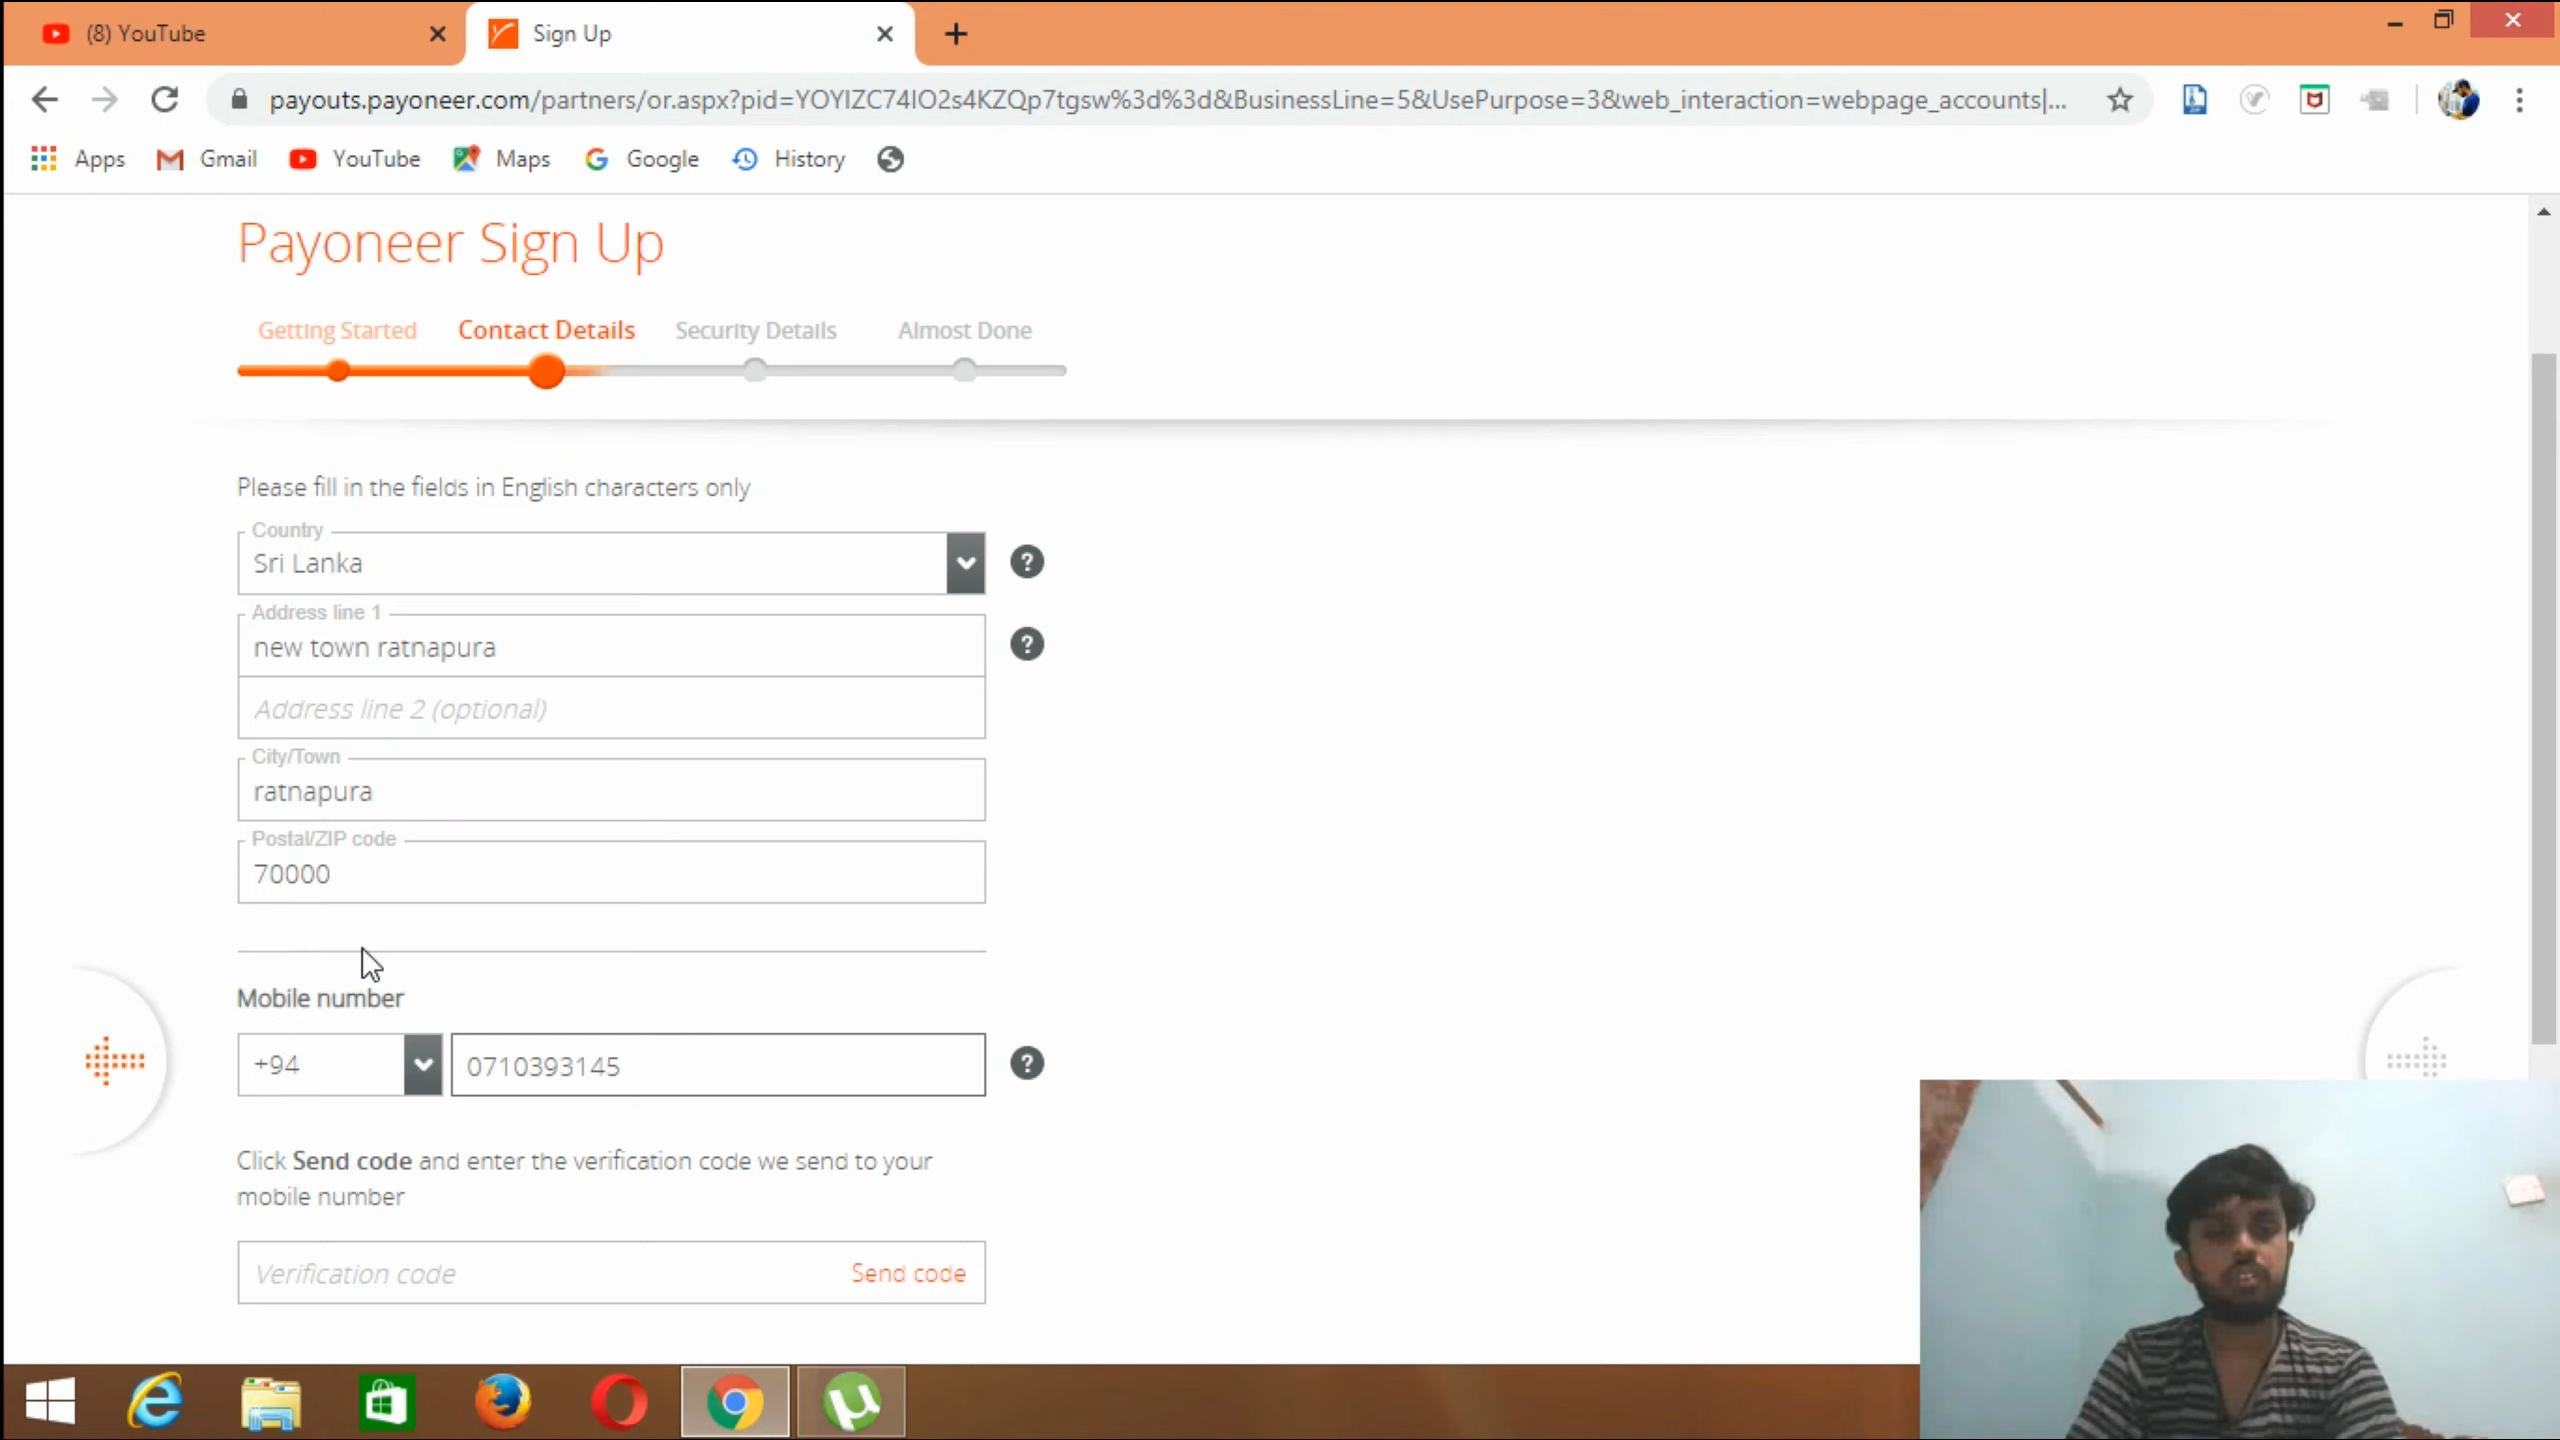 (8) YouTube
Sign Up
payouts.payoneer.com/partners/or.aspx?pid=YOYIZC74IO2s4KZQp7tgsw%3d%3d&BusinessLine=5&UsePurpose=3&web_interaction=webpage_accounts|...
Apps
Gmail
YouTube
Maps
Google
History
Payoneer Sign Up
Getting Started
Contact Details
Security Details
Almost Done
Please fill in the fields in English characters only
Country
Sri Lanka
?
Address line 1
new town ratnapura
?
Address line 2 (optional)
City/Town
ratnapura
Postal/ZIP code
70000
Mobile number
+94
0710393145
?
Click Send code and enter the verification code we send to your
mobile number
Verification code
Send code